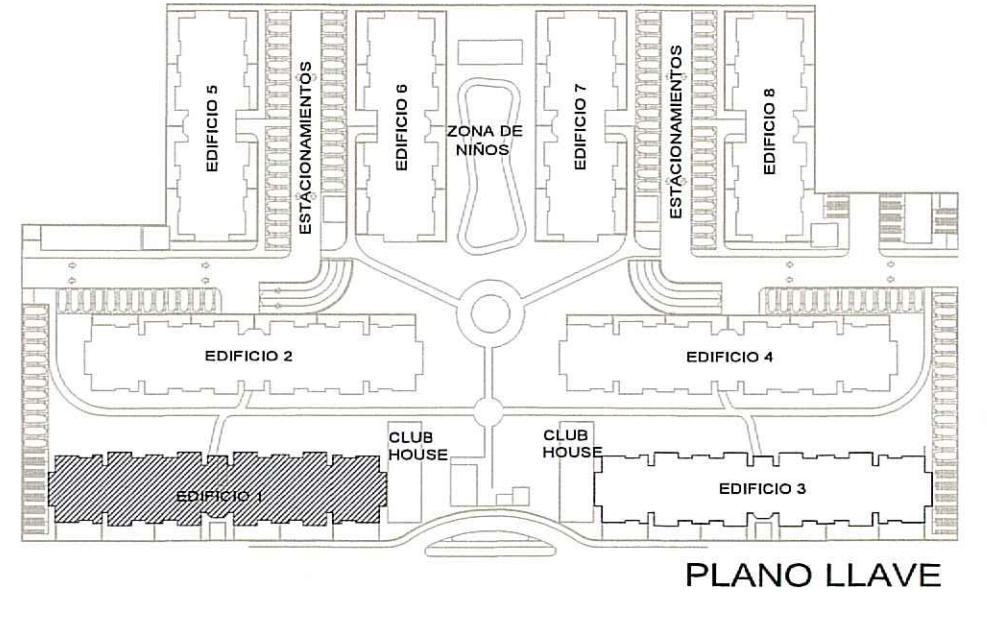 EDIFICIO 5
ESTACIONAMIENTOS
EDIFICIO 6
ZONA DE
NIÑOS
EDIFICIO 7
ESTACIONAMIENTOS
EDIFICIO 8
EDIFICIO 2
EDIFICIO 4
CLUB
HOUSE
CLUB
HOUSE
EDIFICIO 1
EDIFICIO 3
PLANO LLAVE